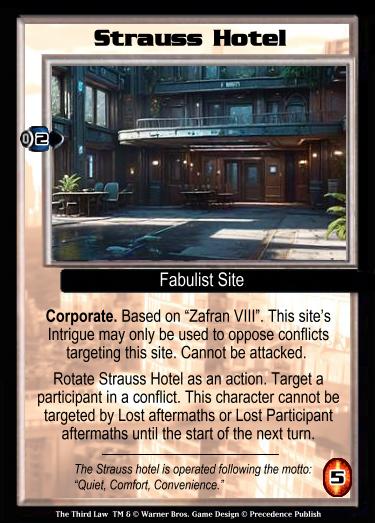 Strauss Hotel
0 2
Fabulist Site
Corporate. Based on “Zafran VIII”. This site’s
Intrigue may only be used to oppose conflicts
targeting this site. Cannot be attacked.
Rotate Strauss Hotel as an action. Target a
participant in a conflict. This character cannot be
targeted by Lost aftermaths or Lost Participant
aftermaths until the start of the next turn.
The Strauss hotel is operated following the motto:
“Quiet, Comfort, Convenience.”
5
The Third Law TM & © Warner Bros. Game Design © Precedence Publish